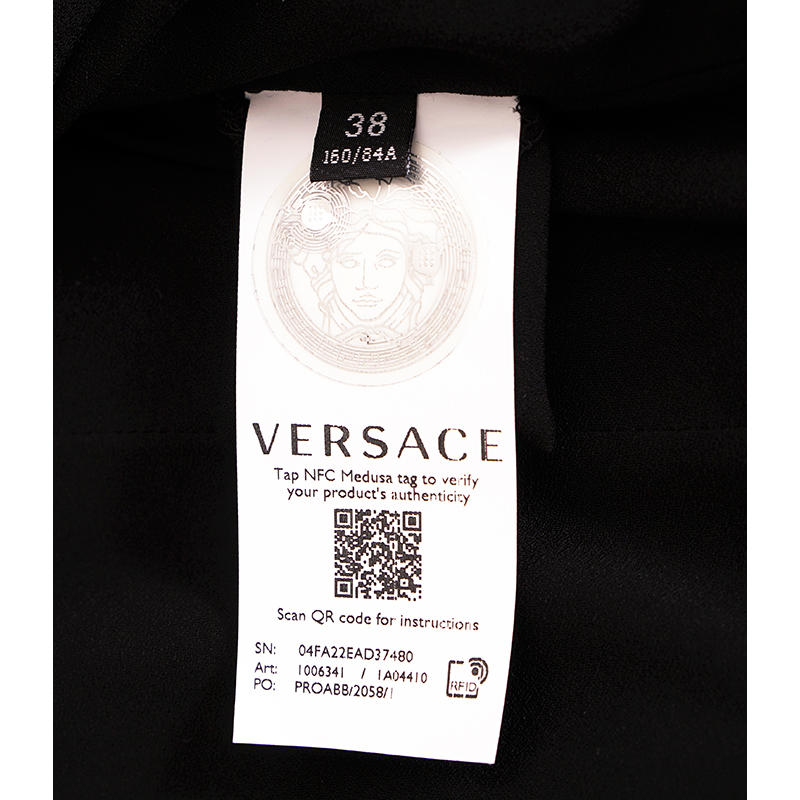 38
160/84A
VERSACE
Tap NFC Medusa tag to verify
your product's authenticity
Scan QR code for instructions
SN: 04FA22EAD37480
Art: 1006341 / 1A04410
PO: PROABB/2058/1
RFID